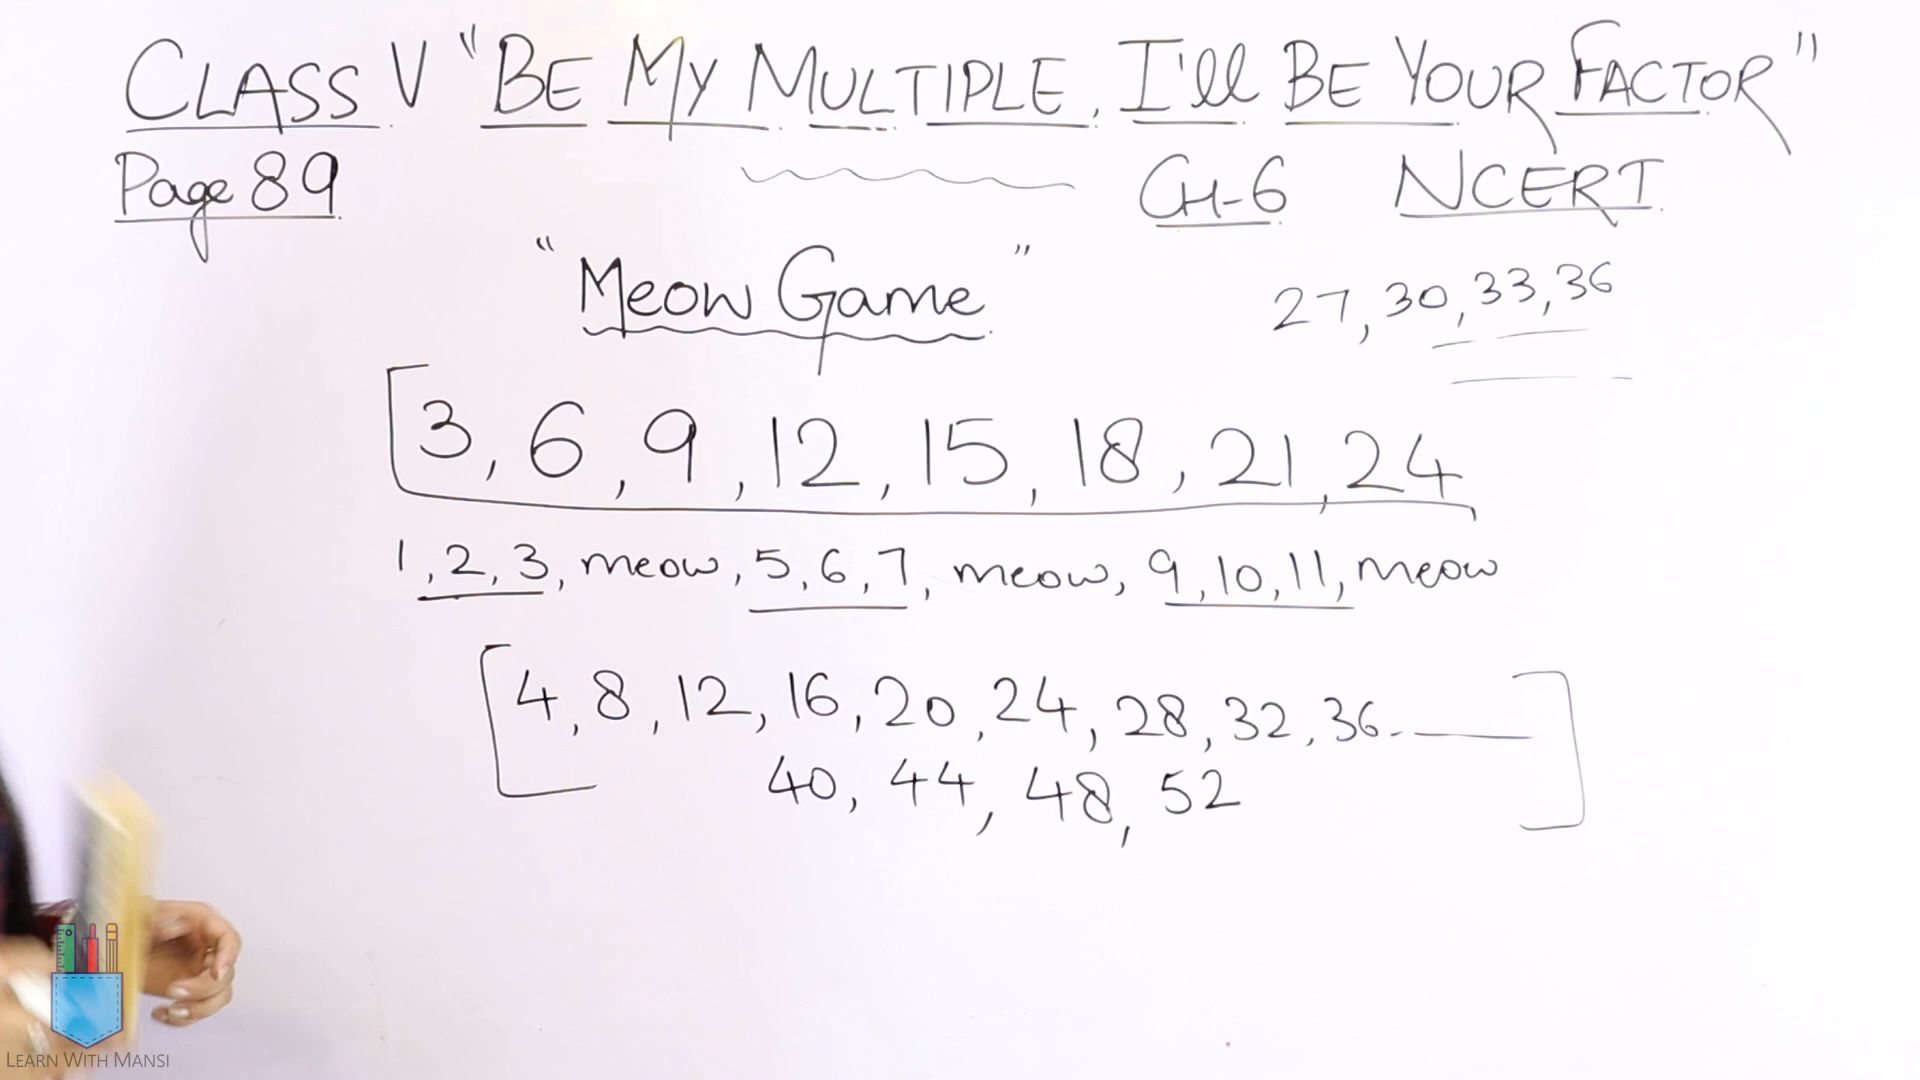 CLASS V "BE MY MULTIPLE, I'll BE YOUR FACTOR"
Page 89
CH-6 NCERT
"Meow Game"
27, 30, 33, 36
3, 6, 9, 12, 15, 18, 21, 24
1, 2, 3, meow, 5, 6, 7, meow, 9, 10, 11, meow
4, 8, 12, 16, 20, 24, 28, 32, 36.
40, 44, 48, 52
LEARN WITH MANSI